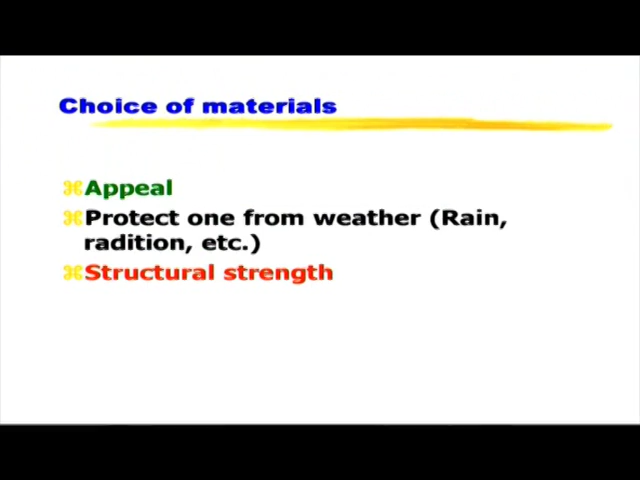 Choice of materials
Appeal
Protect one from weather (Rain,
radition, etc.)
Structural strength